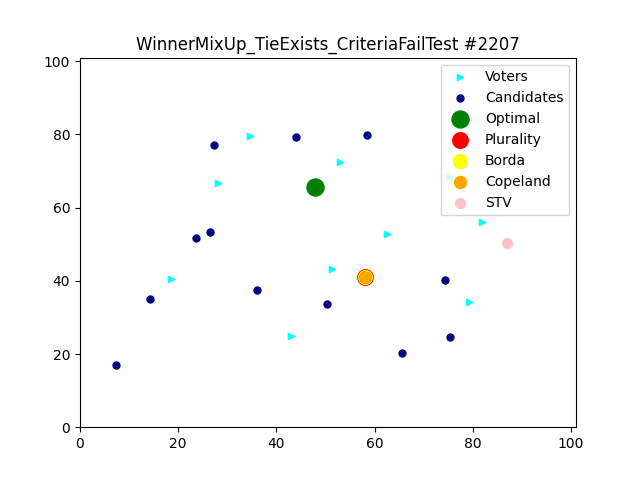 WinnerMixUp_TieExists_CriteriaFailTest #2207
100
80
60
40
20
0
0 20 40 60 80 100
Voters
Candidates
Optimal
Plurality
Borda
Copeland
STV